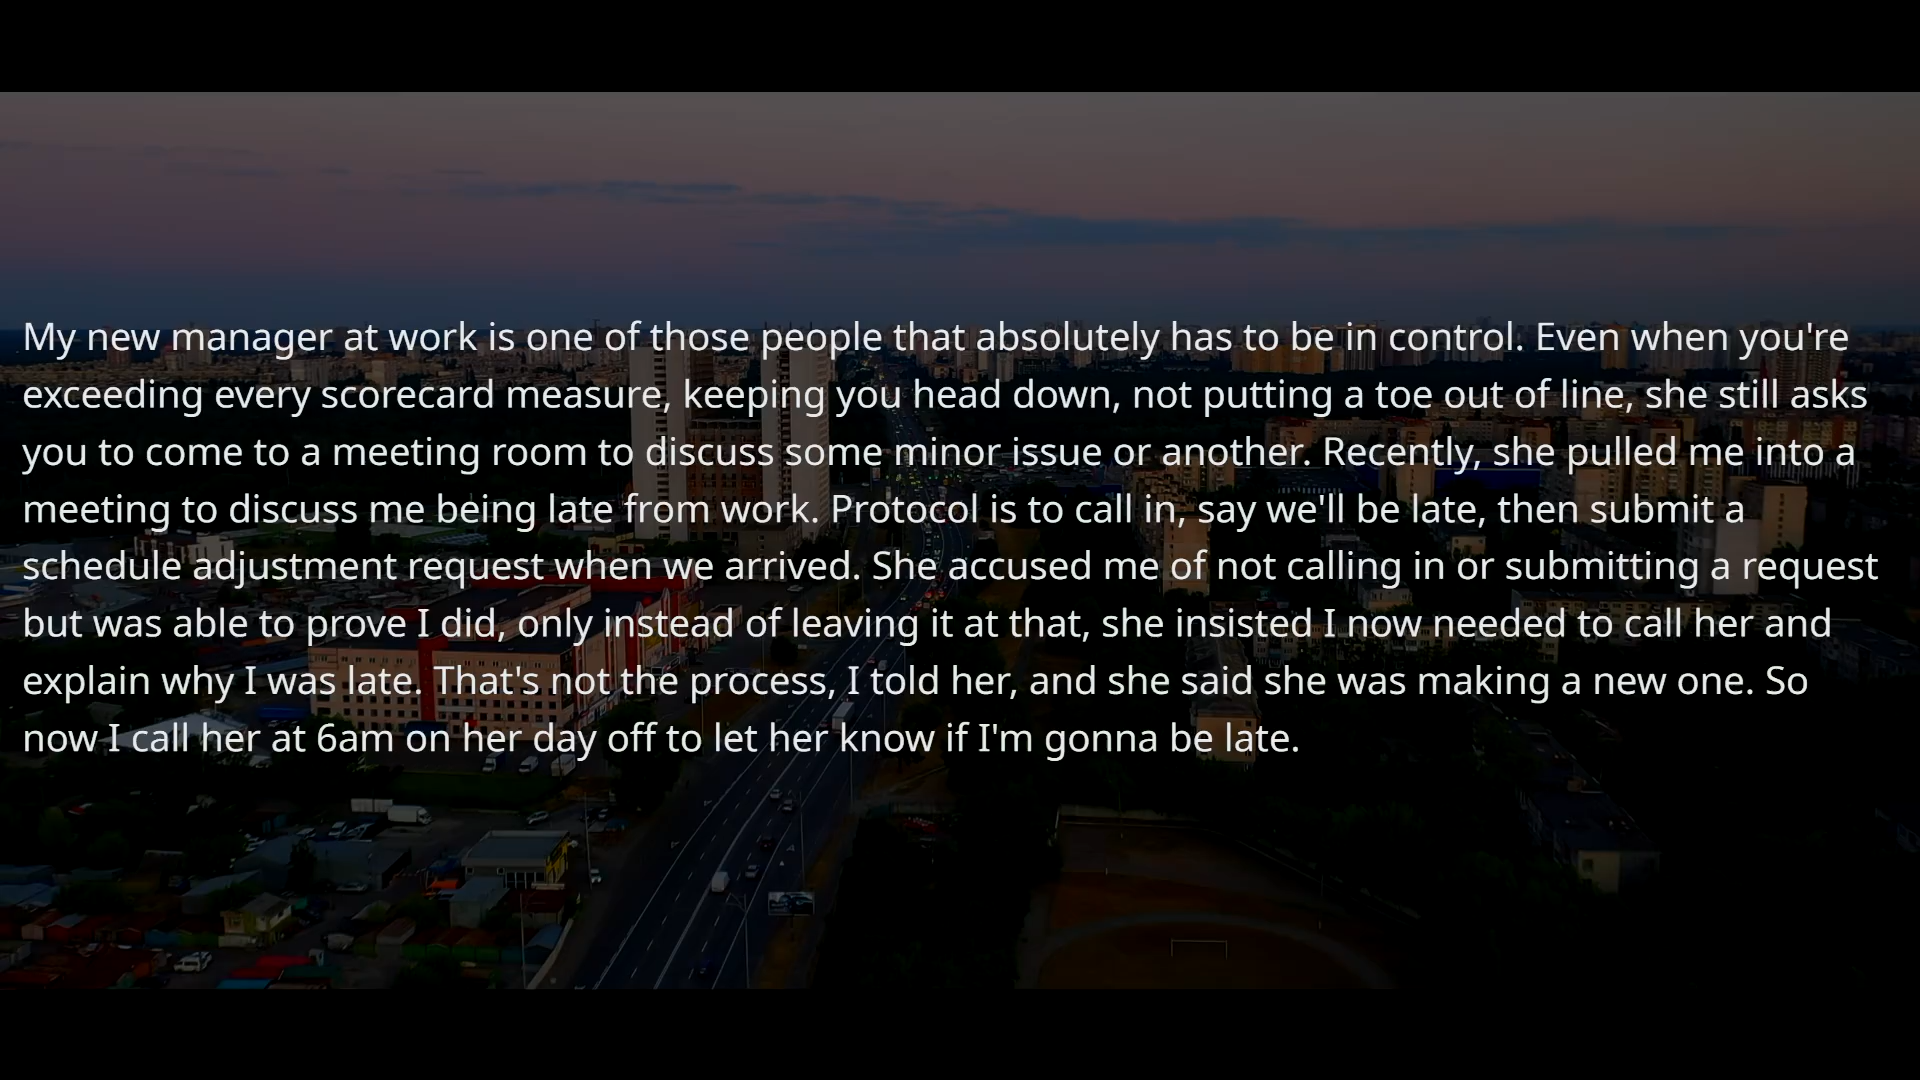 My new manager at work is one of those people that absolutely has to be in control. Even when you're
exceeding every scorecard measure, keeping you head down, not putting a toe out of line, she still asks
you to come to a meeting room to discuss some minor issue or another. Recently, she pulled me into a
meeting to discuss me being late from work. Protocol is to call in, say we'll be late, then submit a
schedule adjustment request when we arrived. She accused me of not calling in or submitting a request
but was able to prove I did, only instead of leaving it at that, she insisted I now needed to call her and
explain why I was late. That's not the process, I told her, and she said she was making a new one. So
now I call her at 6am on her day off to let her know if I'm gonna be late.